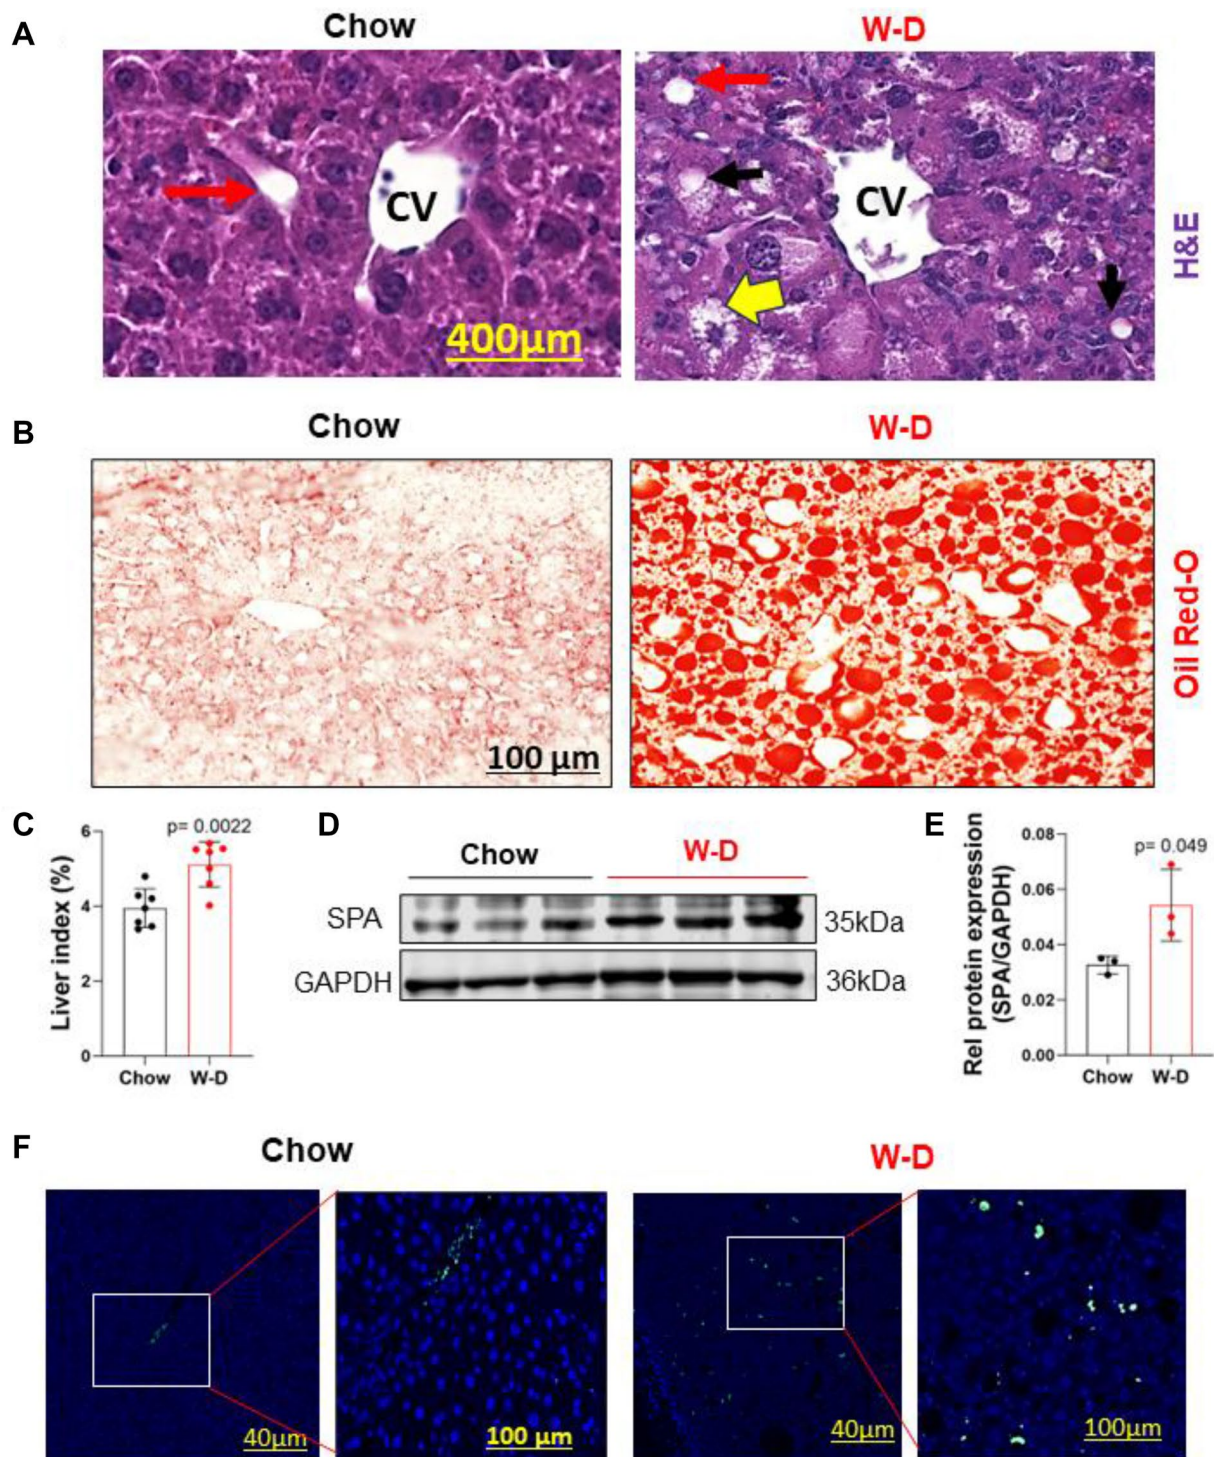 A
Chow
W-D
CV
CV
400µm
H&E
B
Chow
W-D
100 µm
Oil Red-O
C
Liver index (%)
6
4
2
0
p= 0.0022
Chow
W-D
D
Chow
W-D
SPA
35kDa
GAPDH
36kDa
E
Rel protein expression
(SPA/GAPDH)
0.08
0.06
0.04
0.02
0.00
p= 0.049
Chow
W-D
F
Chow
W-D
40µm
100 µm
40µm
100µm